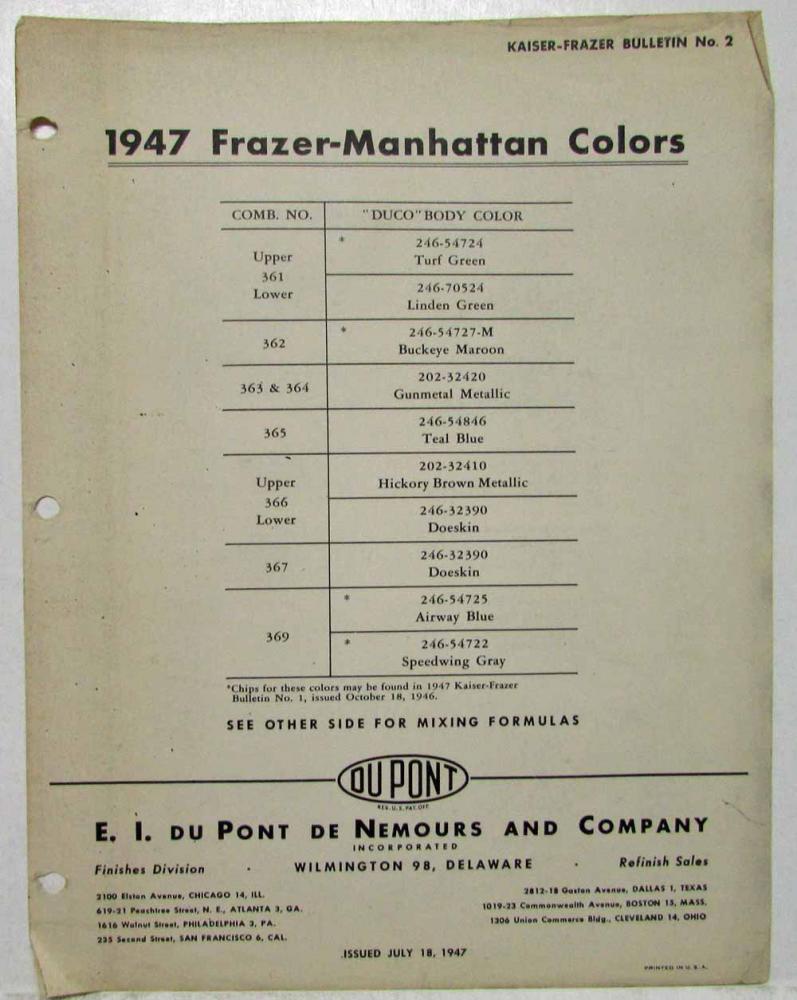 KAISER-FRAZER BULLETIN No. 2
1947 Frazer-Manhattan Colors
COMB. NO. "DUCO" BODY COLOR
Upper
361
Lower
* 246-54724
Turf Green
246-70524
Linden Green
362
* 246-54727-M
Buckeye Maroon
363 & 364
202-32420
Gunmetal Metallic
365
246-54846
Teal Blue
Upper
366
Lower
202-32410
Hickory Brown Metallic
246-32390
Doeskin
367
246-32390
Doeskin
369
* 246-54725
Airway Blue
* 246-54722
Speedwing Gray
*Chips for these colors may be found in 1947 Kaiser-Frazer
Bulletin No. 1, issued October 18, 1946.
SEE OTHER SIDE FOR MIXING FORMULAS
DU PONT
REG. U.S. PAT. OFF.
E. I. DU PONT DE NEMOURS AND COMPANY
INCORPORATED
Finishes Division · WILMINGTON 98, DELAWARE · Refinish Sales
2100 Elston Avenue, CHICAGO 14, ILL.
619-21 Peachtree Street, N. E., ATLANTA 3, GA.
1616 Walnut Street, PHILADELPHIA 3, PA.
235 Second Street, SAN FRANCISCO 6, CAL.
2812-18 Gaston Avenue, DALLAS 1, TEXAS
1019-23 Commonwealth Avenue, BOSTON 15, MASS.
1306 Union Commerce Bldg., CLEVELAND 14, OHIO
ISSUED JULY 18, 1947
PRINTED IN U. S. A.